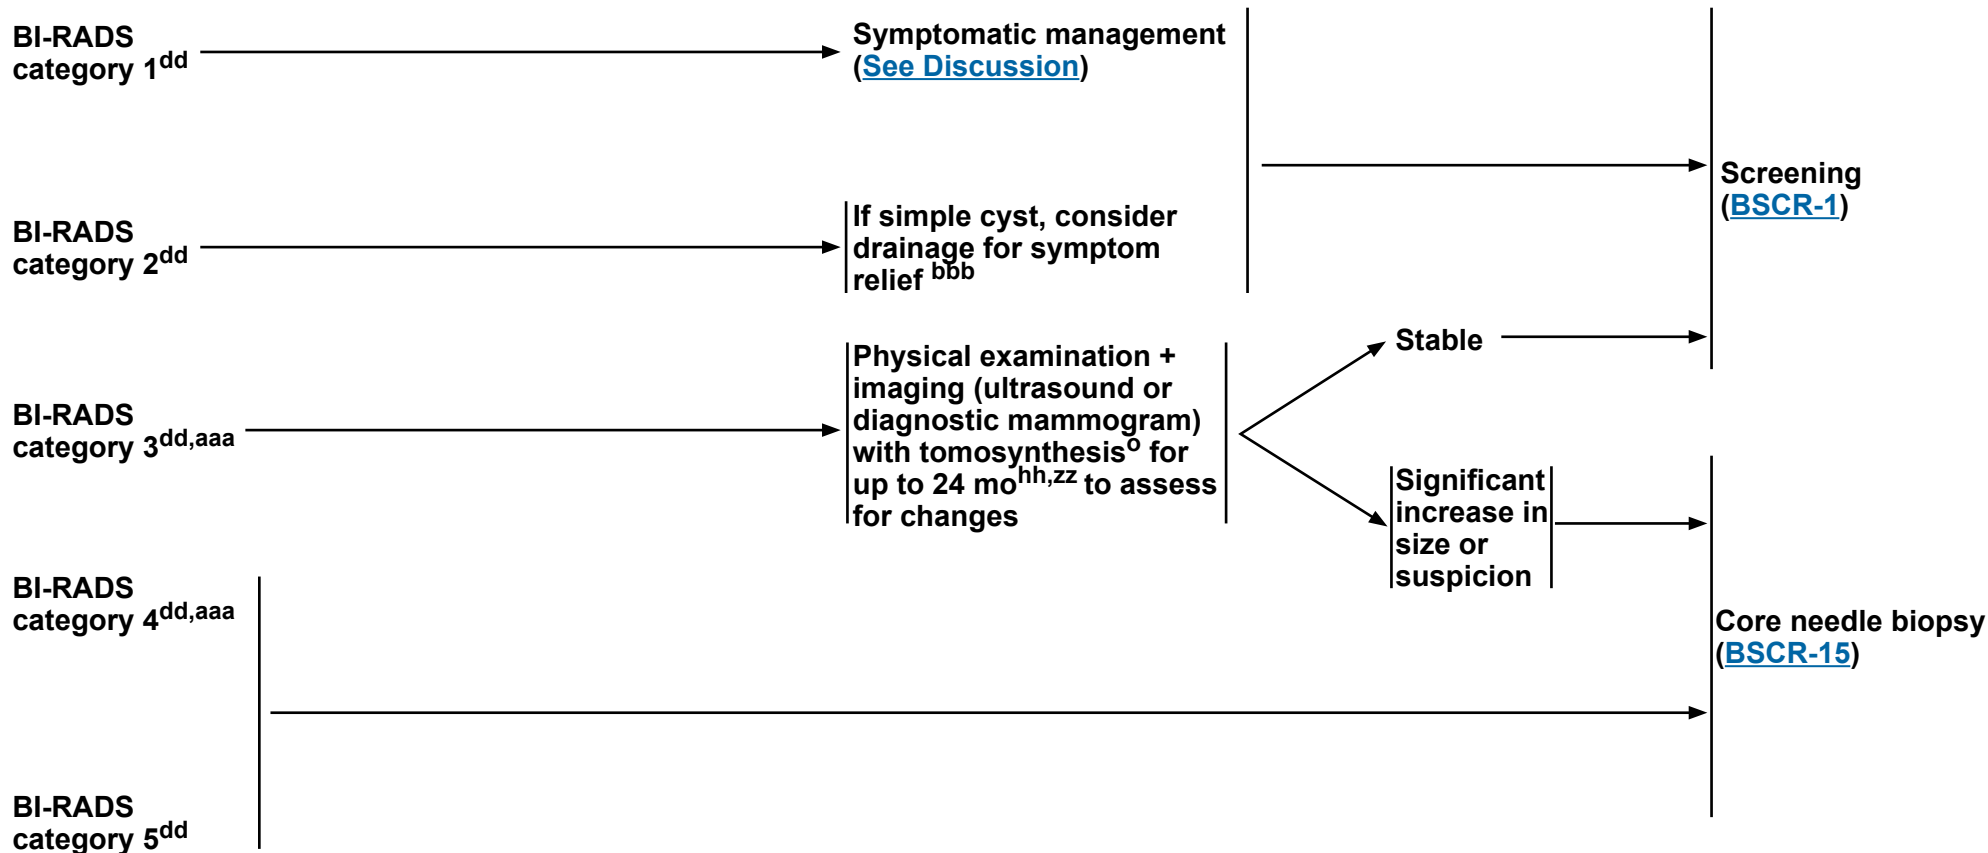 BI-RADS
category 1dd
Symptomatic management
(See Discussion)
BI-RADS
category 2dd
If simple cyst, consider
drainage for symptom
relief bbb
Screening
(BSCR-1)
BI-RADS
category 3dd,aaa
Physical examination +
imaging (ultrasound or
diagnostic mammogram)
with tomosynthesiso for
up to 24 mohh,zz to assess
for changes
Stable
Significant
increase in
size or
suspicion
BI-RADS
category 4dd,aaa
BI-RADS
category 5dd
Core needle biopsy
(BSCR-15)